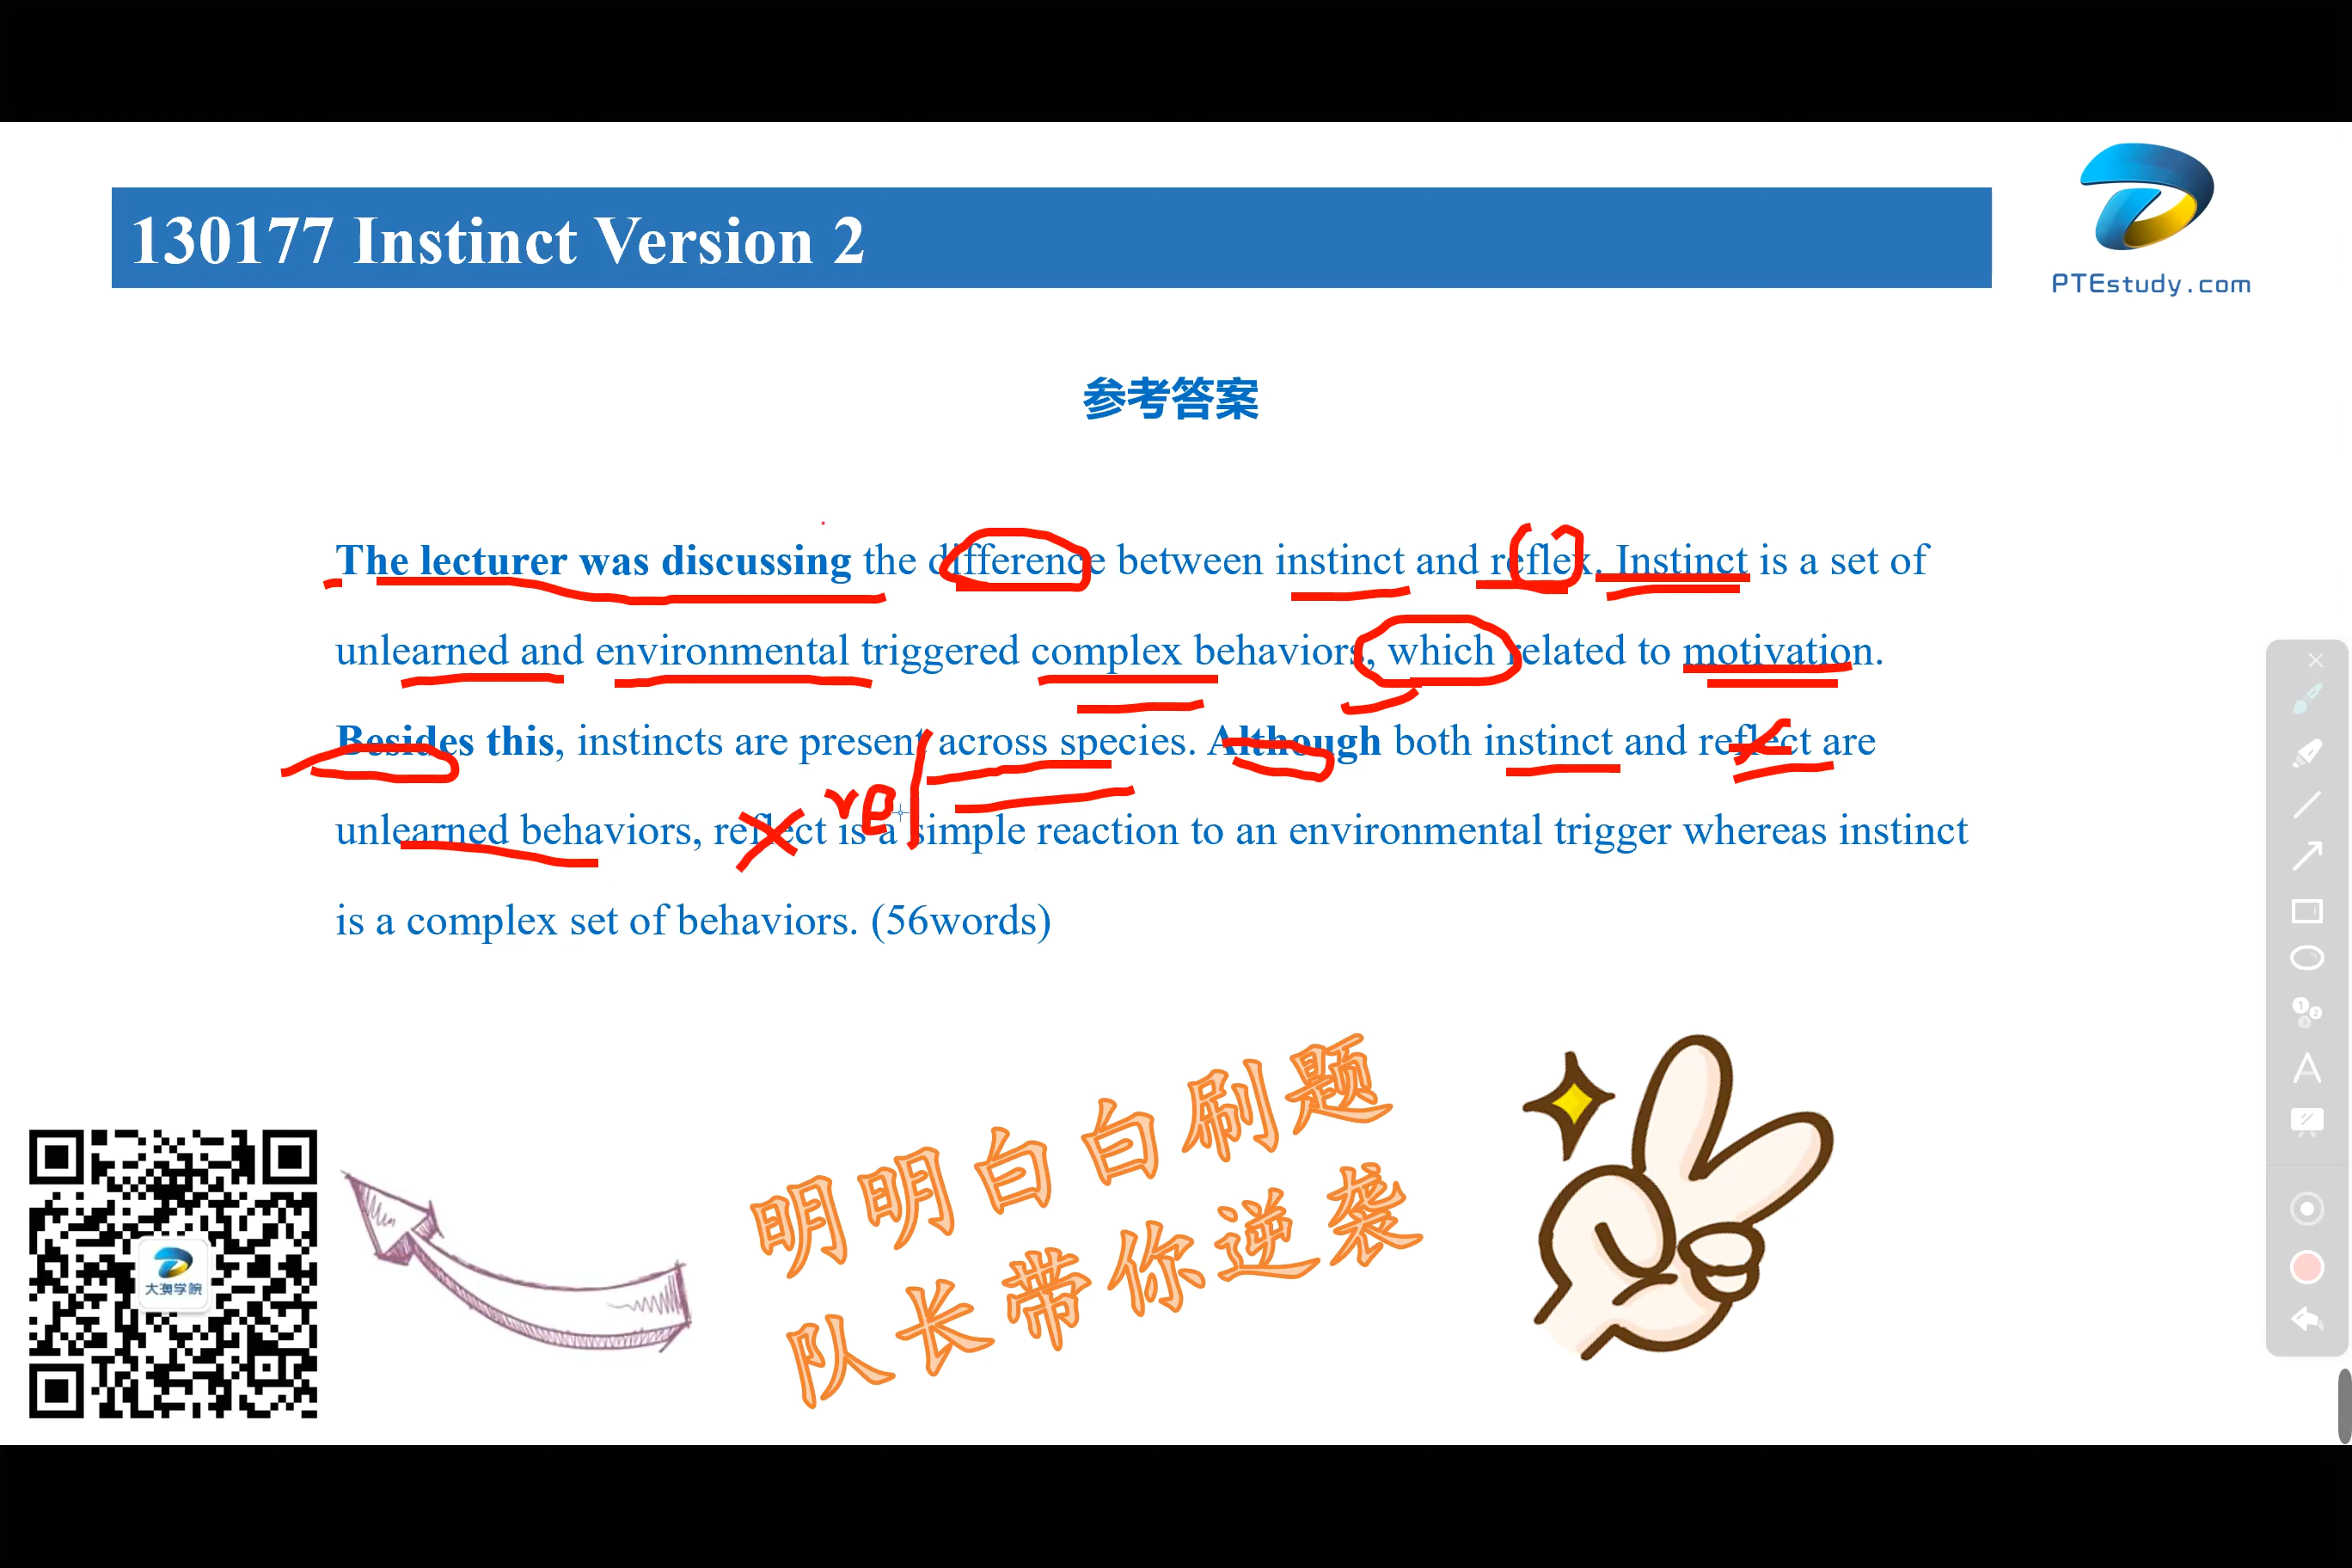 130177 Instinct Version 2
PTEstudy.com
参考答案
The lecturer was discussing the difference between instinct and reflex. Instinct is a set of
unlearned and environmental triggered complex behaviors, which related to motivation.
Besides this, instincts are present across species. Although both instinct and reflect are
unlearned behaviors, reflect is a simple reaction to an environmental trigger whereas instinct
is a complex set of behaviors. (56words)
明明白白刷题
队长带你逆袭
大澳学院